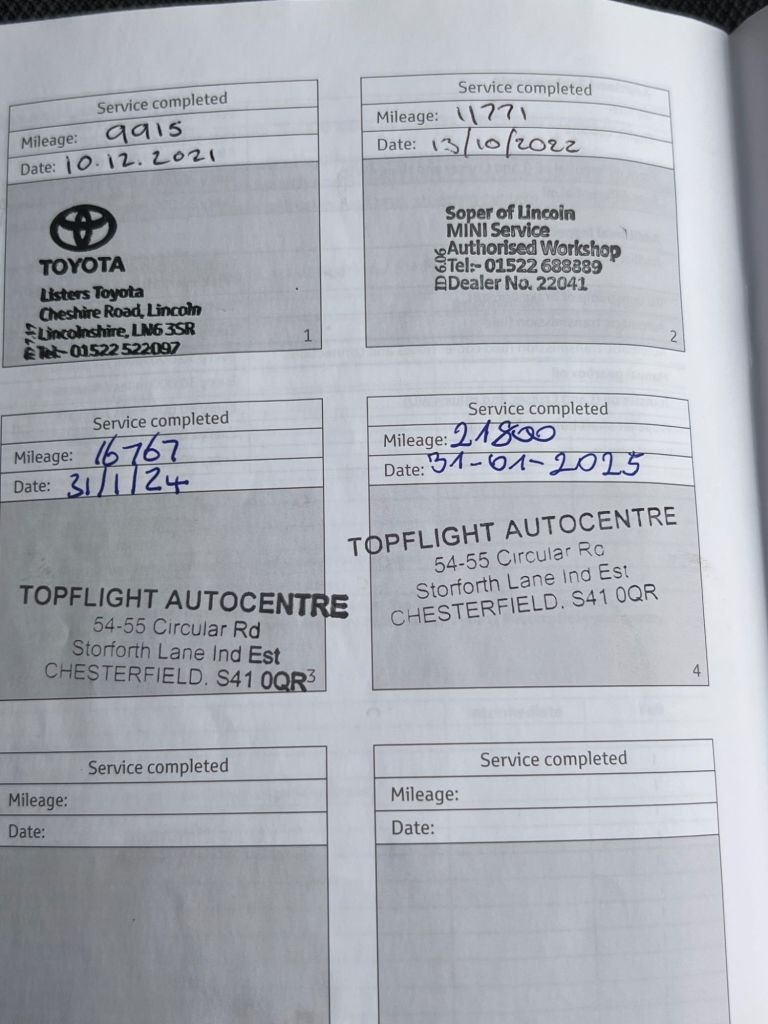 Service completed
Mileage: 9915
Date: 10.12.2021
TOYOTA
Listers Toyota
Cheshire Road, Lincoln
Lincolnshire, LN6 3SR
Tel:- 01522 522097
1
Service completed
Mileage: 11771
Date: 13/10/2022
Soper of Lincoln
MINI Service
Authorised Workshop
Tel:- 01522 688889
Dealer No. 22041
2
Service completed
Mileage: 16767
Date: 31/1/24
TOPFLIGHT AUTOCENTRE
54-55 Circular Rd
Storforth Lane Ind Est
CHESTERFIELD. S41 0QR
3
Service completed
Mileage: 21800
Date: 31-01-2025
TOPFLIGHT AUTOCENTRE
54-55 Circular Rd
Storforth Lane Ind Est
CHESTERFIELD. S41 0QR
4
Service completed
Mileage:
Date:
Service completed
Mileage:
Date: